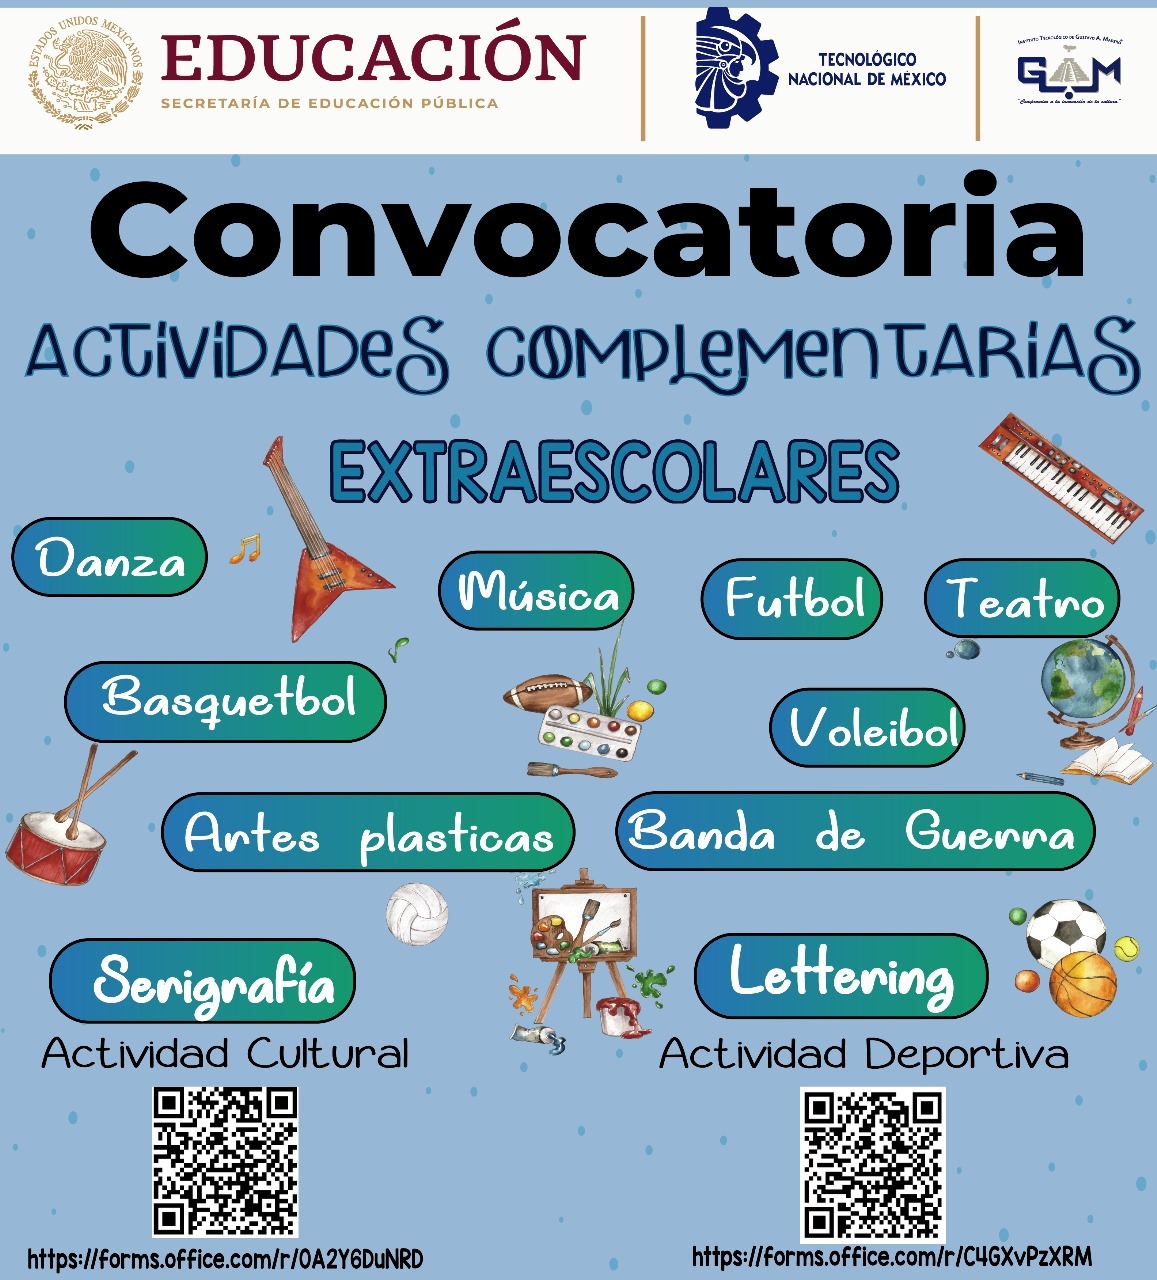 ESTADOS UNIDOS MEXICANOS
EDUCACIÓN
SECRETARÍA DE EDUCACIÓN PÚBLICA
TECNOLÓGICO
NACIONAL DE MÉXICO
Instituto Tecnológico de Gustavo A. Madero
GAM
Convocatoria
Actividades Complementarias
EXTRAESCOLARES
Danza
Música
Futbol
Teatro
Basquetbol
Voleibol
Artes plasticas
Banda de Guerra
Serigrafía
Lettering
Actividad Cultural
Actividad Deportiva
https://forms.office.com/r/0A2Y6DuNRD
https://forms.office.com/r/C4GXvPzXRM